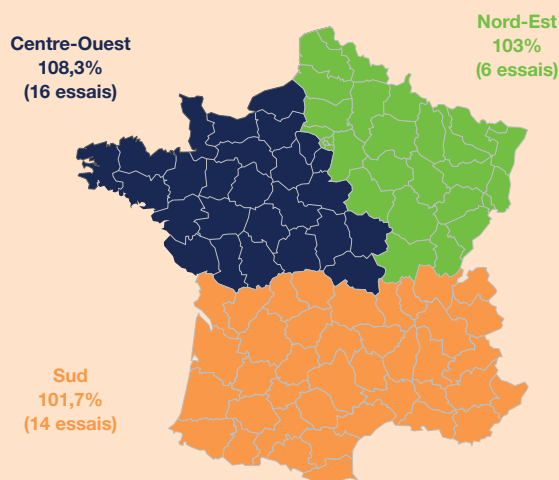 Centre-Ouest
108,3%
(16 essais)
Nord-Est
103%
(6 essais)
Sud
101,7%
(14 essais)